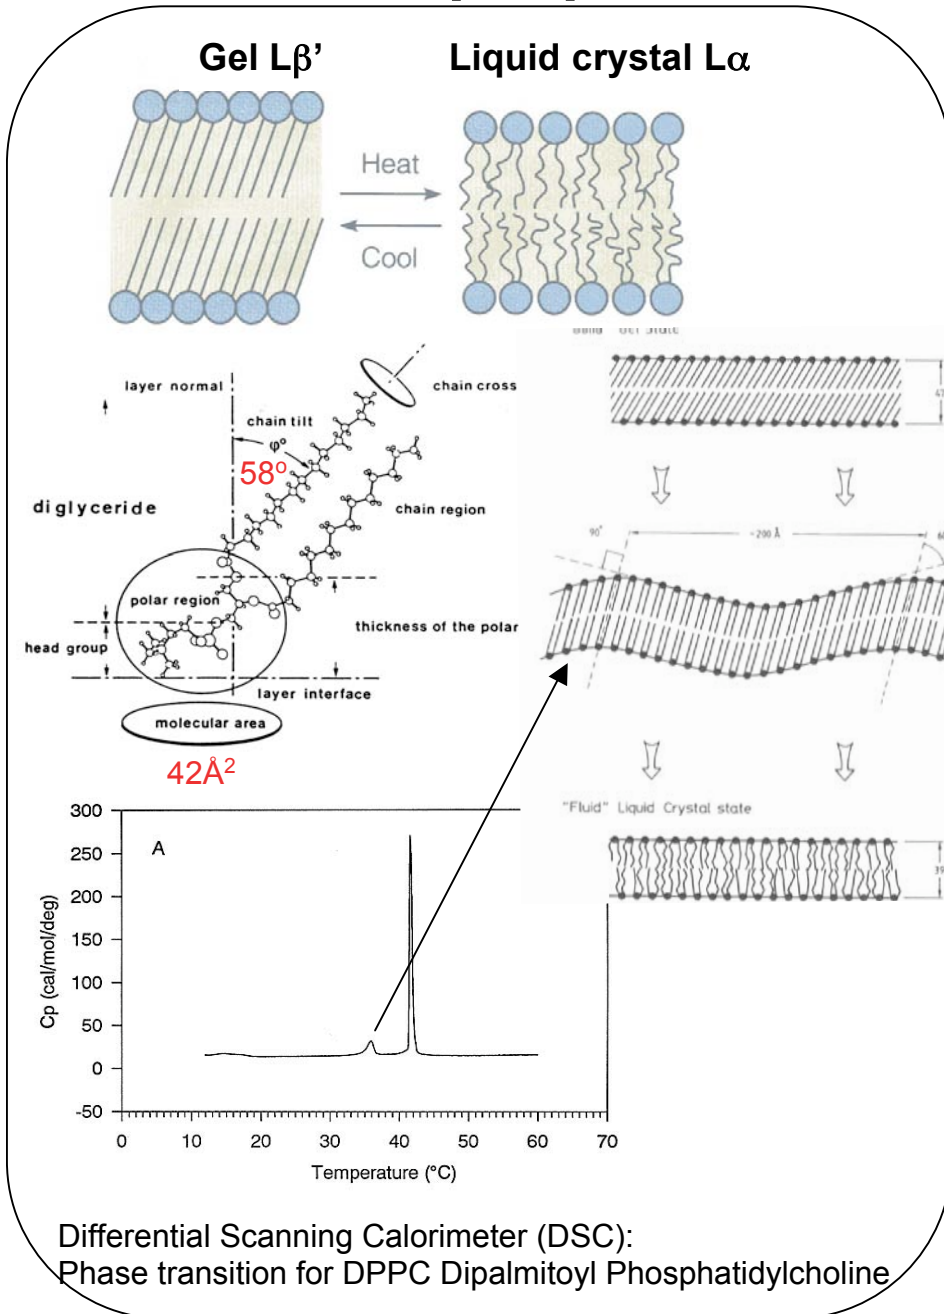 Gel Lβ’
Liquid crystal Lα
Heat
Cool
layer normal
chain cross
chain tilt
φ°
58°
diglyceride
chain region
polar region
thickness of the polar
head group
layer interface
molecular area
42Å²
90°
~200 Å
"Fluid" Liquid Crystal state
39
A
300
250
200
150
100
50
0
-50
Cp (cal/mol/deg)
0 10 20 30 40 50 60 70
Temperature (°C)
Differential Scanning Calorimeter (DSC):
Phase transition for DPPC Dipalmitoyl Phosphatidylcholine